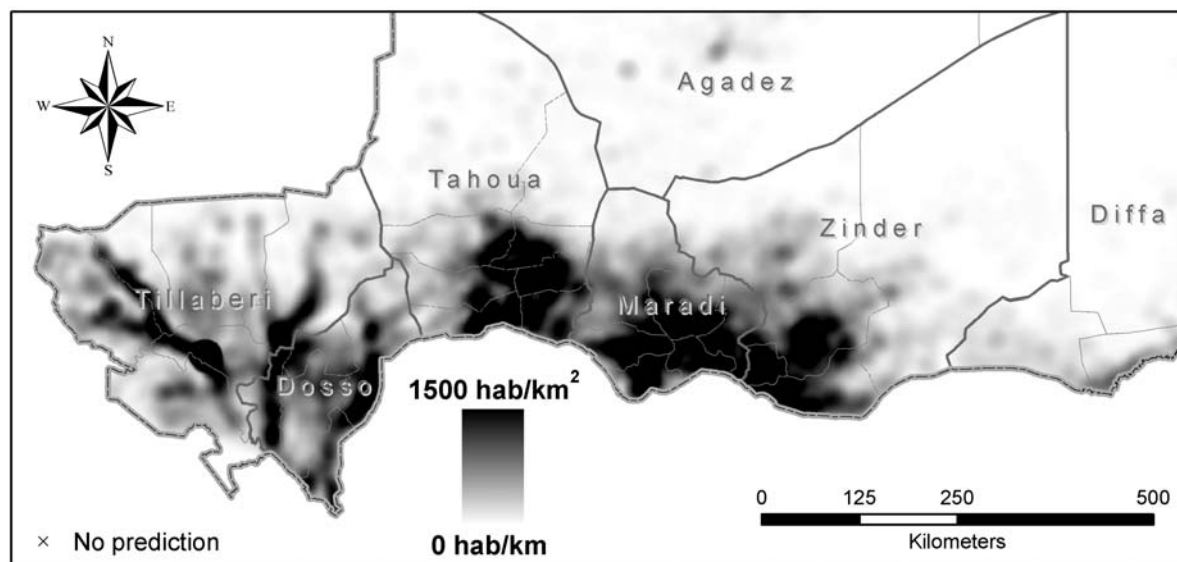 N
W E
S
Agadez
Tahoua
Zinder
Diffa
Tillaberi
Maradi
Dosso
1500 hab/km²
0 hab/km
× No prediction
0 125 250 500
Kilometers